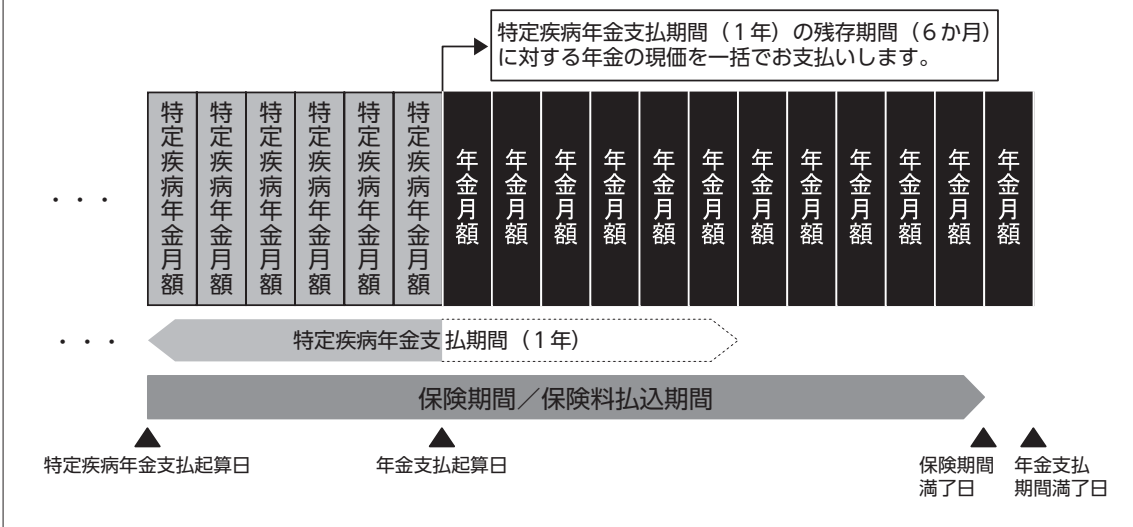 特定疾病年金支払期間（1年）の残存期間（6か月）
に対する年金の現価を一括でお支払いします。
・・・
特定疾病年金月額
特定疾病年金月額
特定疾病年金月額
特定疾病年金月額
特定疾病年金月額
特定疾病年金月額
年金月額
年金月額
年金月額
年金月額
年金月額
年金月額
年金月額
年金月額
年金月額
年金月額
年金月額
年金月額
・・・
特定疾病年金支払期間（1年）
保険期間／保険料払込期間
特定疾病年金支払起算日
年金支払起算日
保険期間
満了日
年金支払
期間満了日